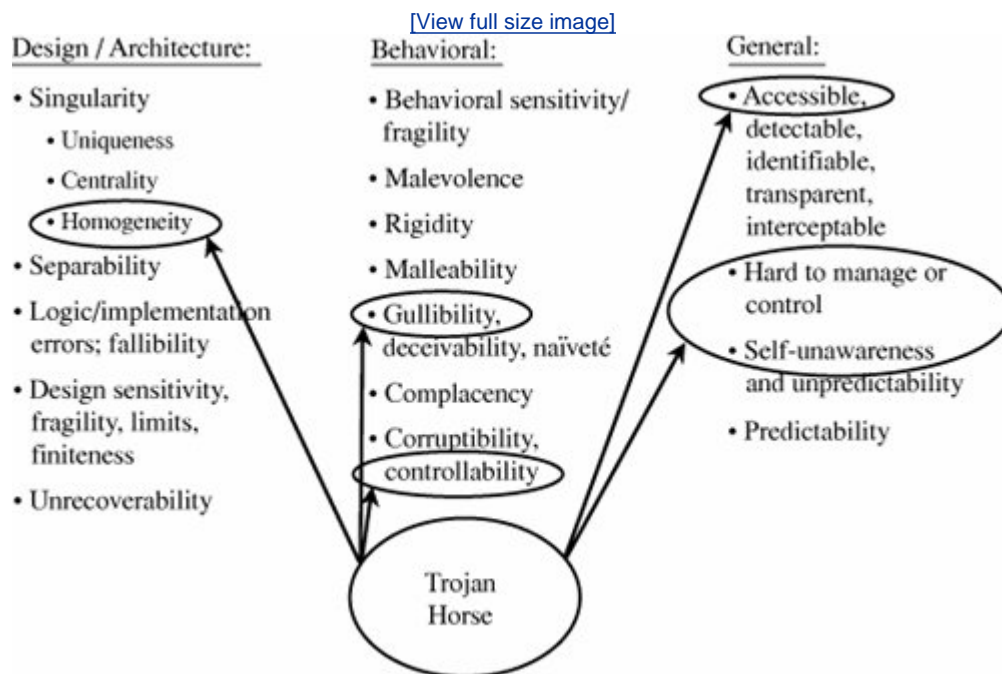 [View full size image]
Design / Architecture:
• Singularity
• Uniqueness
• Centrality
• Homogeneity
• Separability
• Logic/implementation
errors; fallibility
• Design sensitivity,
fragility, limits,
finiteness
• Unrecoverability
Behavioral:
• Behavioral sensitivity/
fragility
• Malevolence
• Rigidity
• Malleability
• Gullibility,
deceivability, naïveté
• Complacency
• Corruptibility,
controllability
General:
• Accessible,
detectable,
identifiable,
transparent,
interceptable
• Hard to manage or
control
• Self-unawareness
and unpredictability
• Predictability
Trojan
Horse